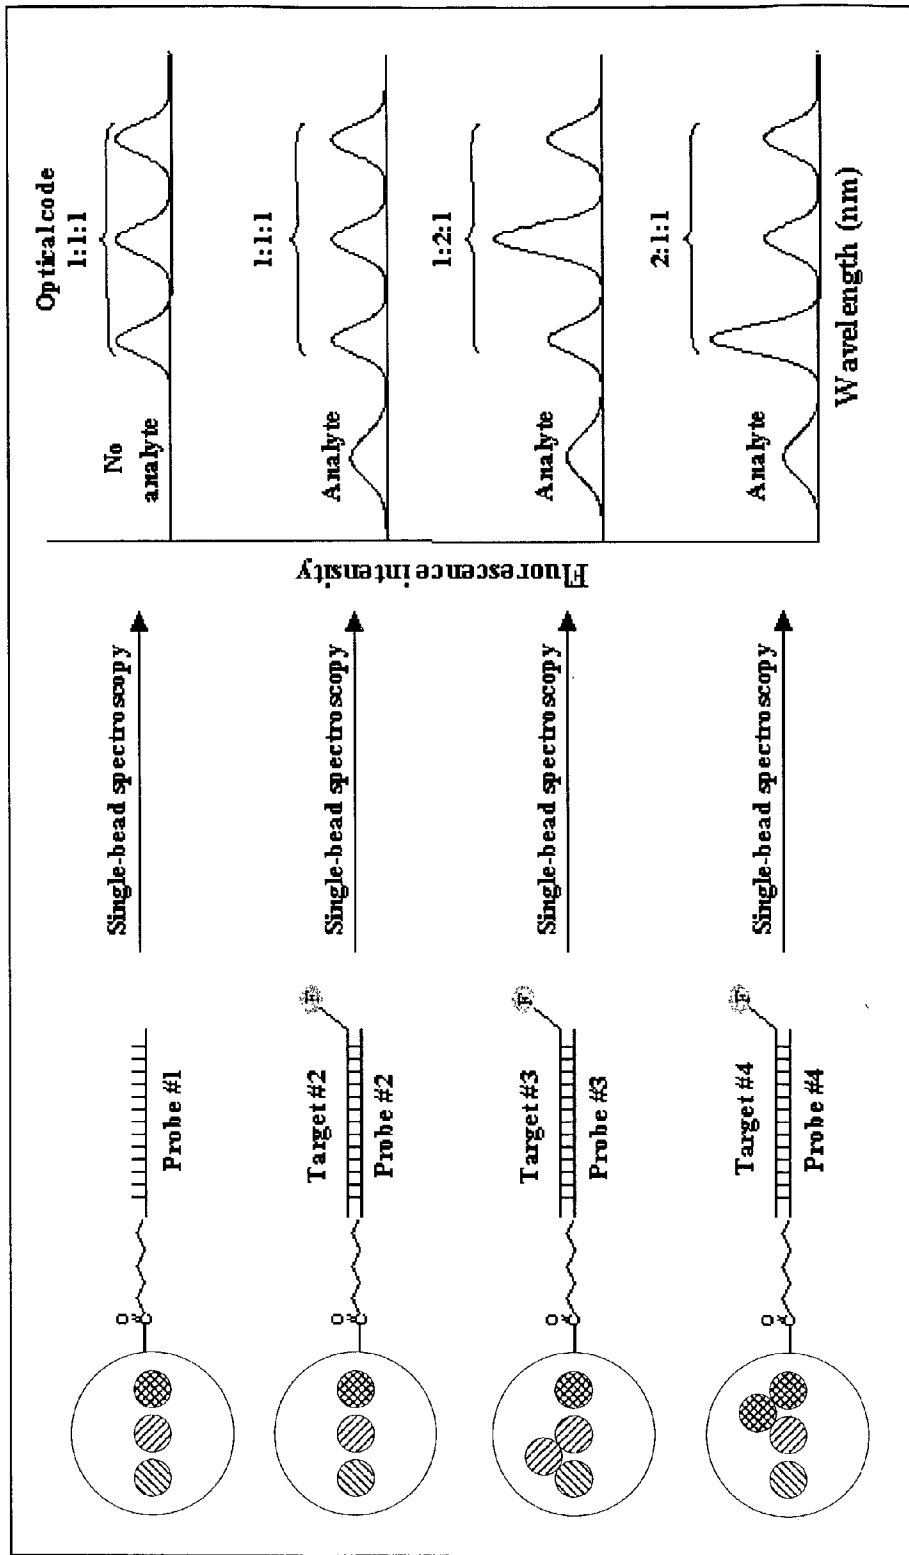 Optical code
1:1:1
No
analyte
Single-bead spectroscopy
Probe #1
O
C
1:1:1
Analyte
Single-bead spectroscopy
F
Target #2
Probe #2
O
C
1:2:1
Analyte
Single-bead spectroscopy
F
Target #3
Probe #3
O
C
2:1:1
Analyte
Single-bead spectroscopy
F
Target #4
Probe #4
O
C
Fluorescence intensity
Wavelength (nm)